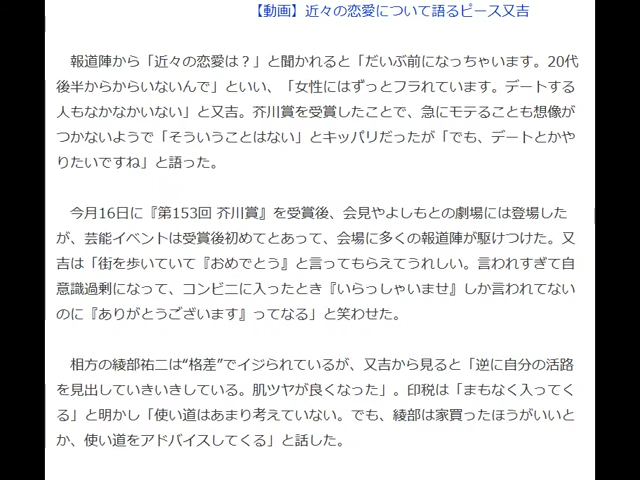 【動画】近々の恋愛について語るピース又吉
報道陣から「近々の恋愛は？」と聞かれると「だいぶ前になっちゃいます。20代
後半からからいないんで」といい、「女性にはずっとフラれています。デートする
人もなかなかいない」と又吉。芥川賞を受賞したことで、急にモテることも想像が
つかないようで「そういうことはない」とキッパリだったが「でも、デートとかや
りたいですね」と語った。
今月16日に『第153回 芥川賞』を受賞後、会見やよしもとの劇場には登場した
が、芸能イベントは受賞後初めてとあって、会場に多くの報道陣が駆けつけた。又
吉は「街を歩いていて『おめでとう』と言ってもらえてうれしい。言われすぎて自
意識過剰になって、コンビニに入ったとき『いらっしゃいませ』しか言われてない
のに『ありがとうございます』ってなる」と笑わせた。
相方の綾部祐二は“格差”でイジられているが、又吉から見ると「逆に自分の活路
を見出していきいきしている。肌ツヤが良くなった」。印税は「まもなく入ってく
る」と明かし「使い道はあまり考えていない。でも、綾部は家買ったほうがいいと
か、使い道をアドバイスしてくる」と話した。